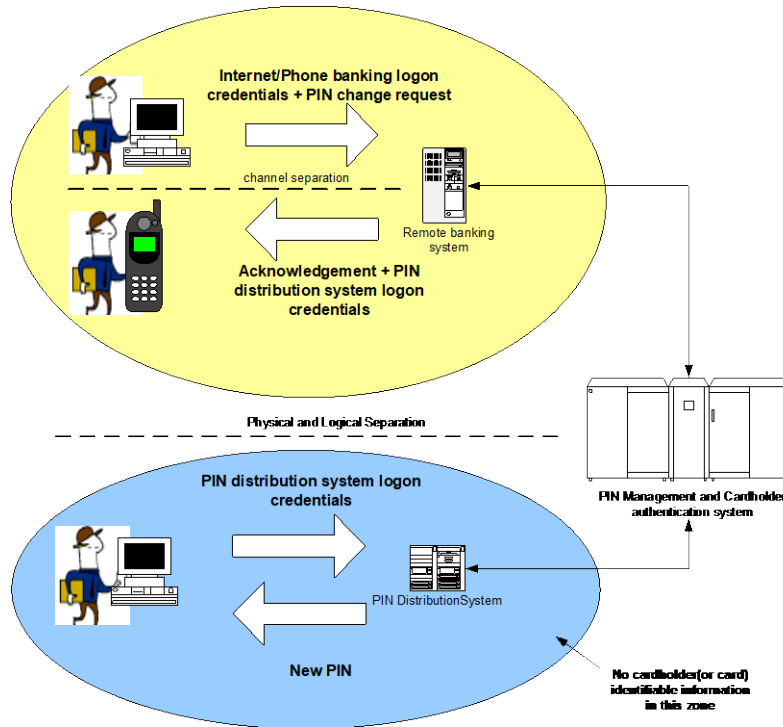 Internet/Phone banking logon
credentials + PIN change request
channel separation
Remote banking
system
Acknowledgement + PIN
distribution system logon
credentials
Physical and Logical Separation
PIN Management and Cardholder
authentication system
PIN distribution system logon
credentials
PIN DistributionSystem
New PIN
No cardholder(or card)
identifiable information
in this zone